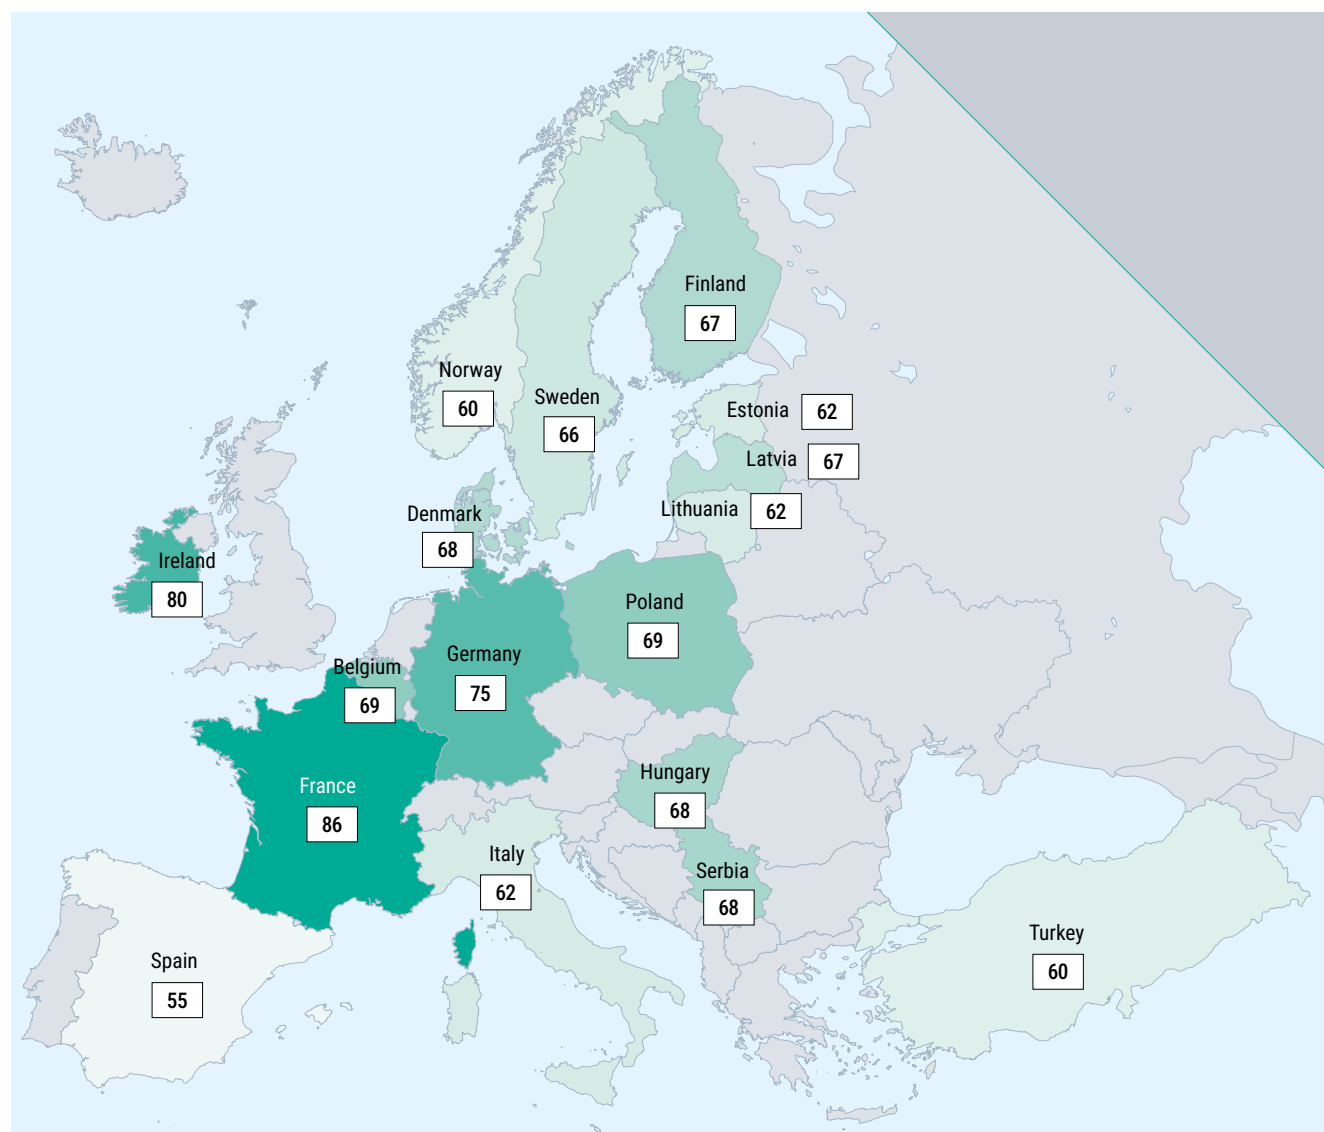 Finland
67
Norway
60
Sweden
66
Estonia 62
Latvia 67
Lithuania 62
Denmark
68
Ireland
80
Poland
69
Germany
75
Belgium
69
France
86
Hungary
68
Italy
62
Serbia
68
Spain
55
Turkey
60